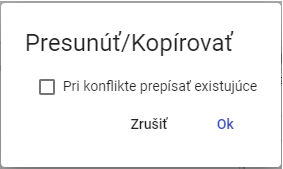 Presunúť/Kopírovať
Pri konflikte prepísať existujúce
Zrušiť Ok